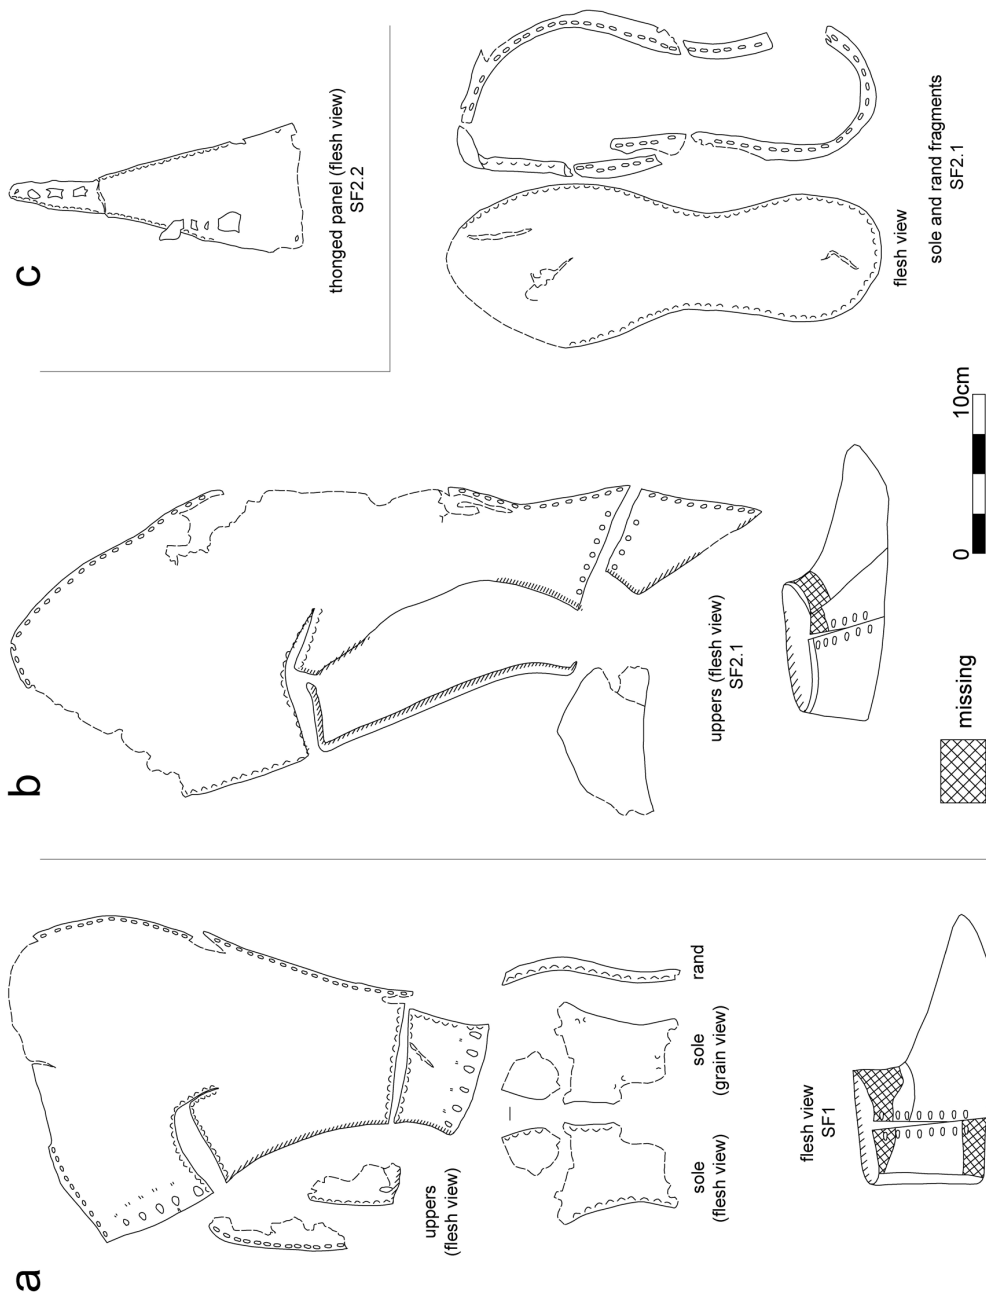 a
uppers
(flesh view)
sole
(flesh view)
sole
(grain view)
rand
flesh view
SF1
b
uppers (flesh view)
SF2.1
missing
0
10cm
c
thonged panel (flesh view)
SF2.2
flesh view
sole and rand fragments
SF2.1